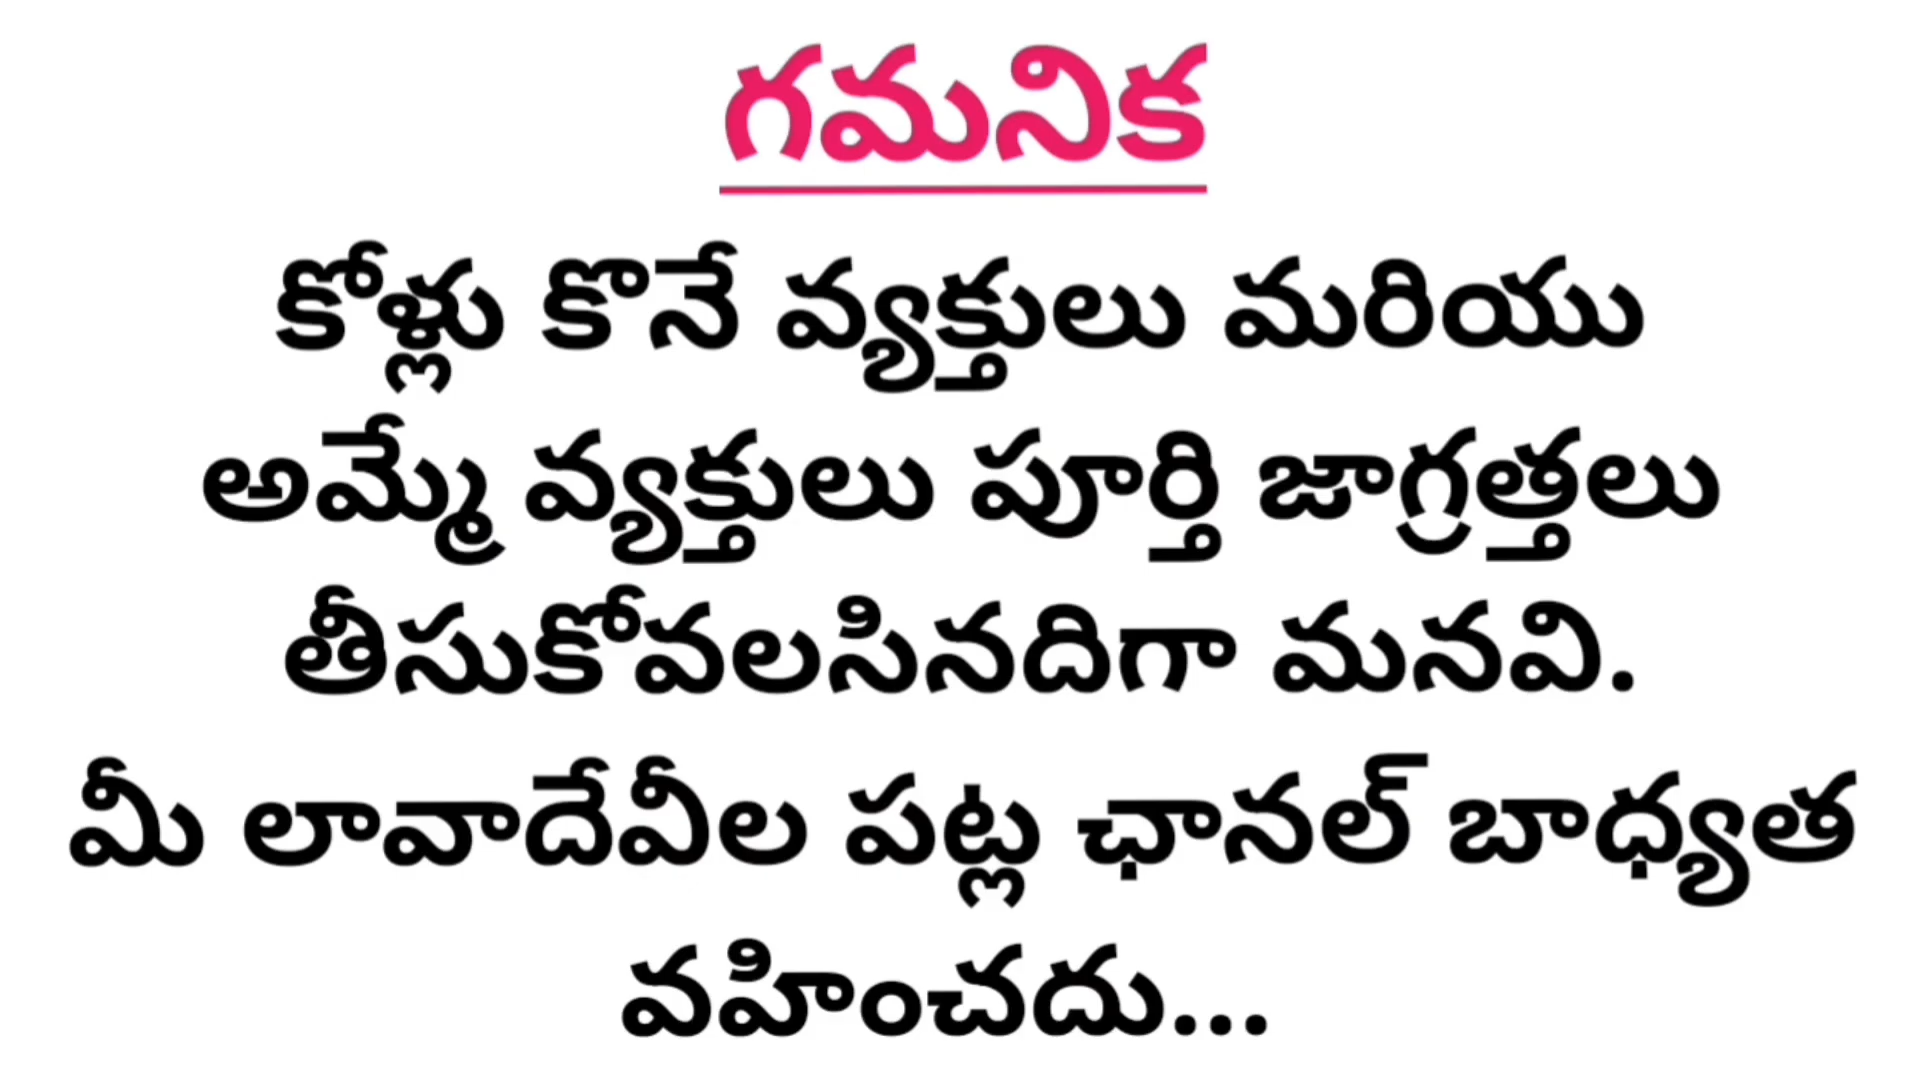 గమనిక
కోళ్లు కొనే వ్యక్తులు మరియు
అమ్మే వ్యక్తులు పూర్తి జాగ్రత్తలు
తీసుకోవలసినదిగా మనవి.
మీ లావాదేవీల పట్ల ఛానల్ బాధ్యత
వహించదు...